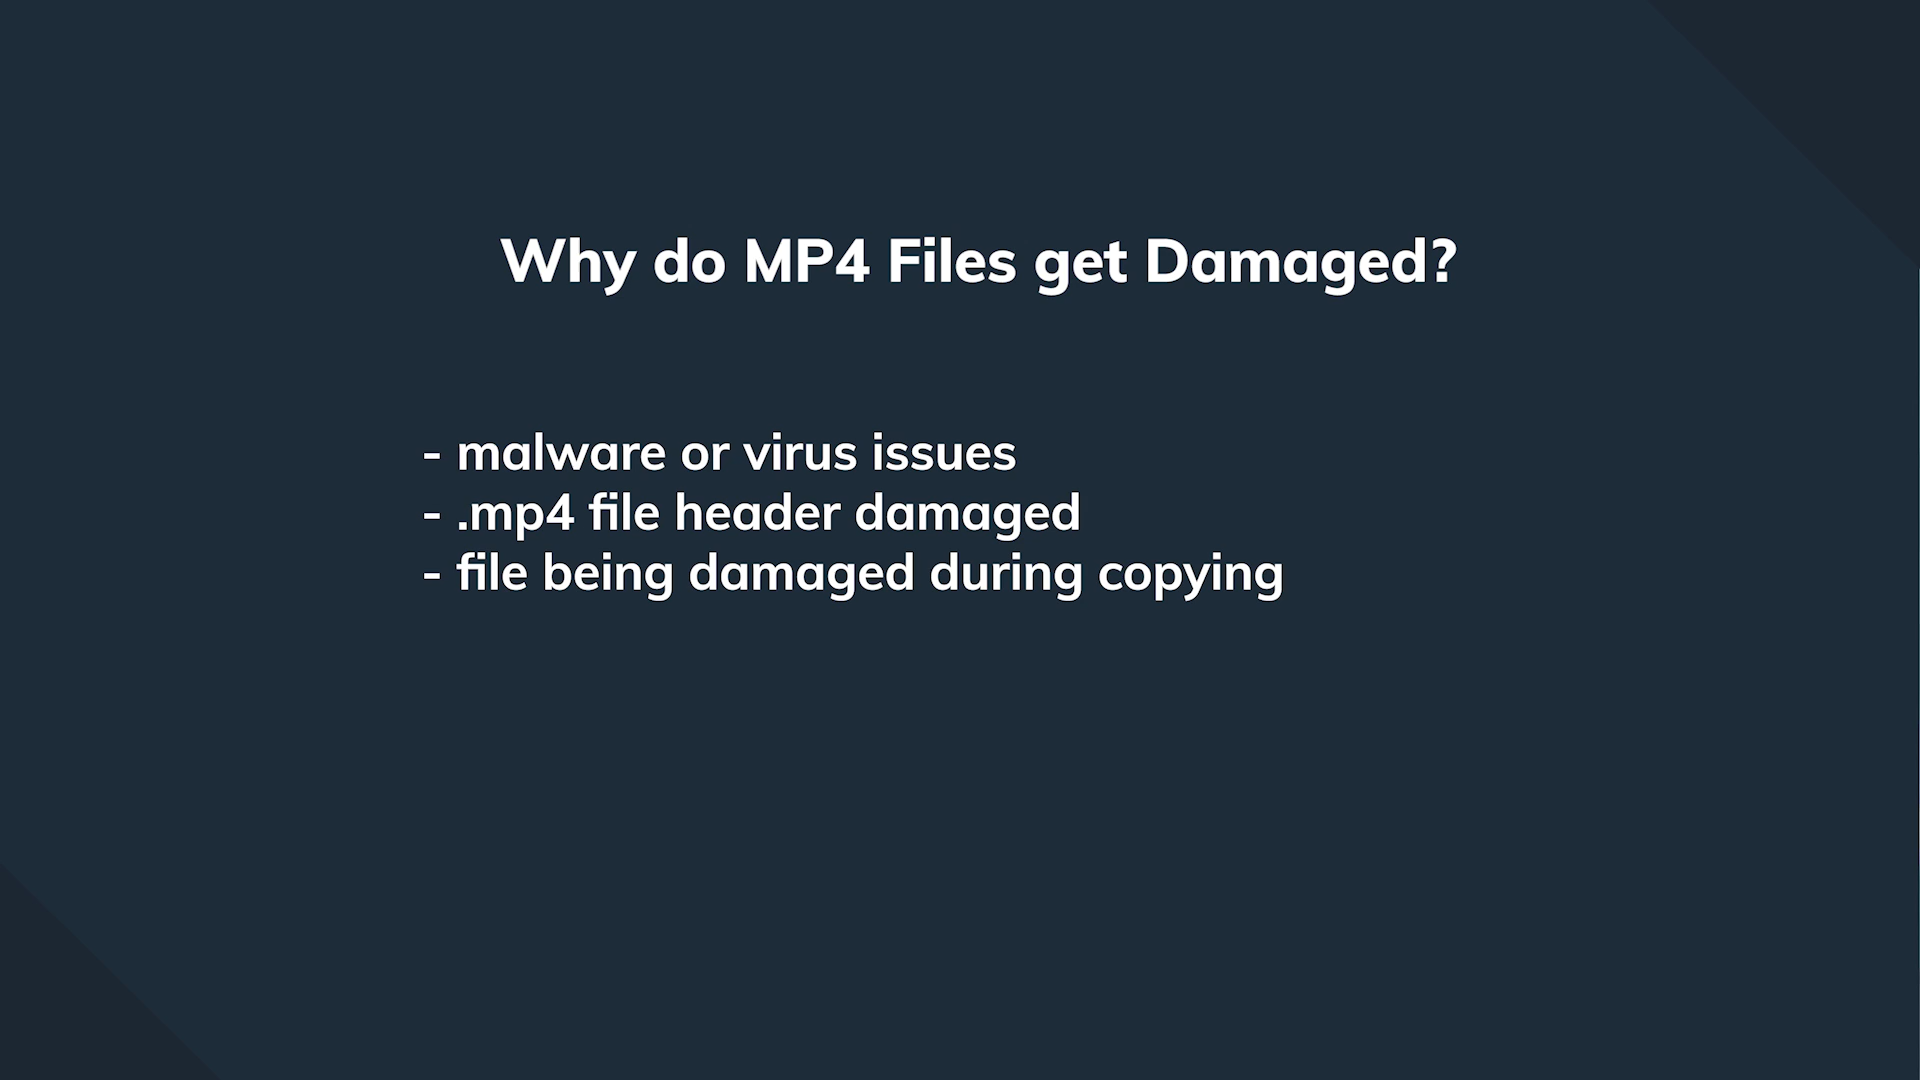 Why do MP4 Files get Damaged?
- malware or virus issues
- .mp4 file header damaged
- file being damaged during copying